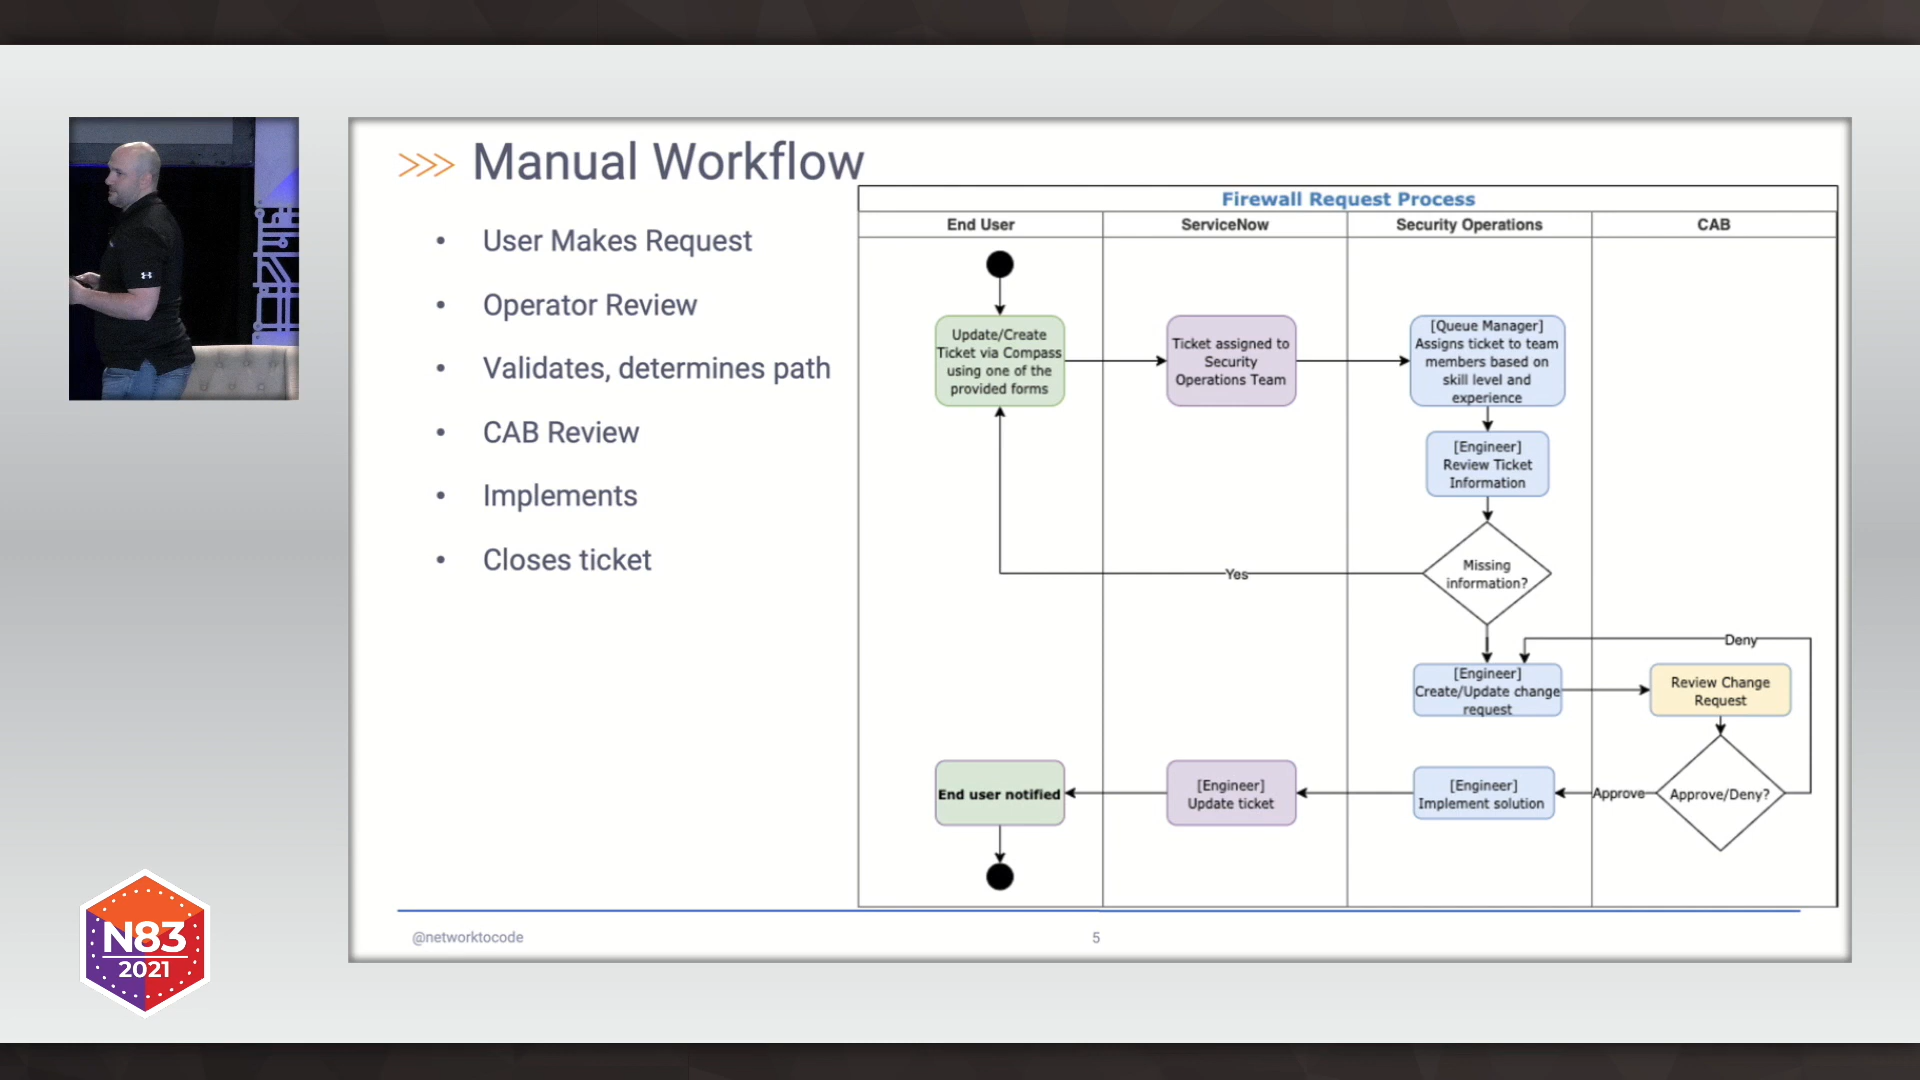 Manual Workflow
• User Makes Request
• Operator Review
• Validates, determines path
• CAB Review
• Implements
• Closes ticket
Firewall Request Process
End User
ServiceNow
Security Operations
CAB
Update/Create
Ticket via Compass
using one of the
provided forms
Ticket assigned to
Security
Operations Team
[Queue Manager]
Assigns ticket to team
members based on
skill level and
experience
[Engineer]
Review Ticket
Information
Missing
information?
Yes
Deny
[Engineer]
Create/Update change
request
Review Change
Request
Approve/Deny?
Approve
[Engineer]
Implement solution
[Engineer]
Update ticket
End user notified
@networktocode
5
N83
2021